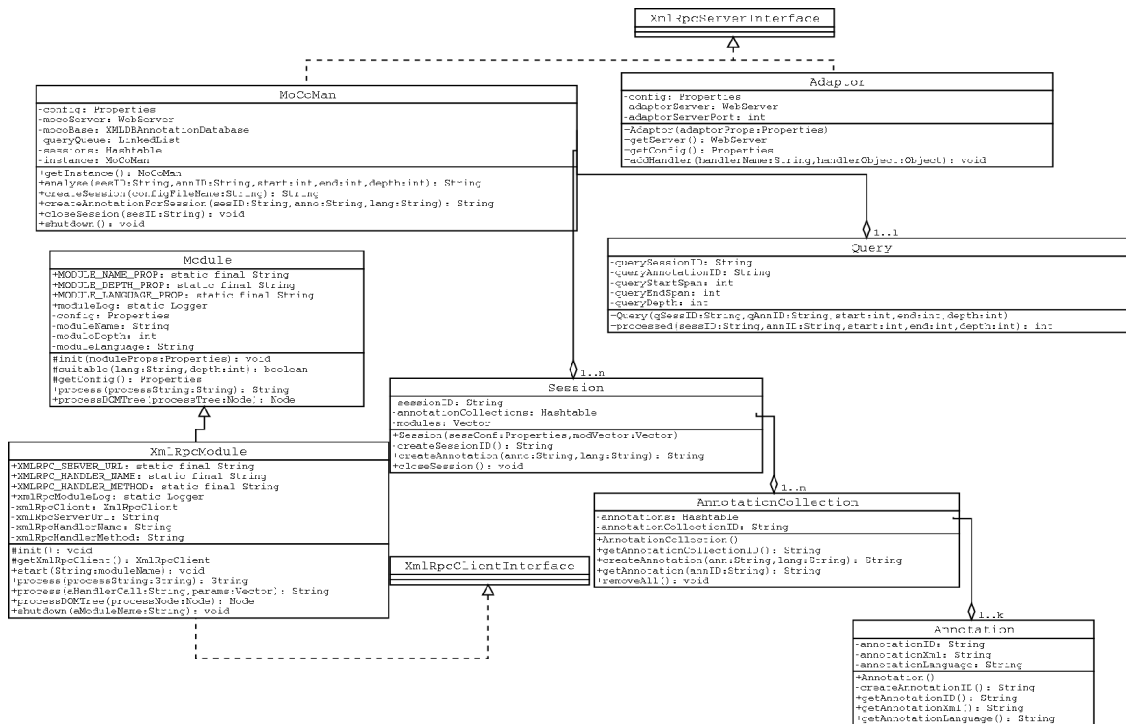 XmlRpcServerInterface
MoCoMan
-config: Properties
-mocoServer: WebServer
-mocoBase: XMLDBAnnotationDatabase
-queryQueue: LinkedList
-sessions: Hashtable
-instance: MoCoMan
+getInstance(): MoCoMan
+analyse(sesID:String,annID:String,start:int,end:int,depth:int): String
+createSession(configFileName:String): String
+createAnnotationForSession(sesID:String,anno:String,lang:String): String
+closeSession(sesID:String): void
+shutdown(): void
Adaptor
-config: Properties
-adaptorServer: WebServer
-adaptorServerPort: int
+Adaptor(adaptorProps:Properties)
+getServer(): WebServer
+getConfig(): Properties
+addHandler(handlerName:String,handlerObject:Object): void
1..1
Query
-querySessionID: String
-queryAnnotationID: String
-queryStartSpan: int
-queryEndSpan: int
-queryDepth: int
+Query(qSessID:String,qAnnID:String,start:int,end:int,depth:int)
+processed(sessID:String,annID:String,start:int,end:int,depth:int): int
Module
+MODULE_NAME_PROP: static final String
+MODULE_DEPTH_PROP: static final String
+MODULE_LANGUAGE_PROP: static final String
+moduleLog: static Logger
-config: Properties
-moduleName: String
-moduleDepth: int
-moduleLanguage: String
#init(moduleProps:Properties): void
#suitable(lang:String,depth:int): boolean
#getConfig(): Properties
+process(processString:String): String
+processDOMTree(processTree:Node): Node
1..n
Session
-sessionID: String
-annotationCollections: Hashtable
-modules: Vector
+Session(sessConf:Properties,modVector:Vector)
-createSessionID(): String
+createAnnotation(anno:String,lang:String): String
+closeSession(): void
XmlRpcModule
+XMLRPC_SERVER_URL: static final String
+XMLRPC_HANDLER_NAME: static final String
+XMLRPC_HANDLER_METHOD: static final String
+xmlRpcModuleLog: static Logger
-xmlRpcClient: XmlRpcClient
-xmlRpcServerUrl: String
-xmlRpcHandlerName: String
-xmlRpcHandlerMethod: String
#init(): void
#getXmlRpcClient(): XmlRpcClient
+start(String:moduleName): void
+process(processString:String): String
+process(aHandlerCall:String,params:Vector): String
+processDOMTree(processNode:Node): Node
+shutdown(aModuleName:String): void
XmlRpcClientInterface
1..n
AnnotationCollection
-annotations: Hashtable
-annotationCollectionID: String
+AnnotationCollection()
+getAnnotationCollectionID(): String
+createAnnotation(ann:String,lang:String): String
+getAnnotation(annID:String): String
+removeAll(): void
1..k
Annotation
-annotationID: String
-annotationXml: String
-annotationLanguage: String
+Annotation()
-createAnnotationID(): String
+getAnnotationID(): String
+getAnnotationXml(): String
+getAnnotationLanguage(): String